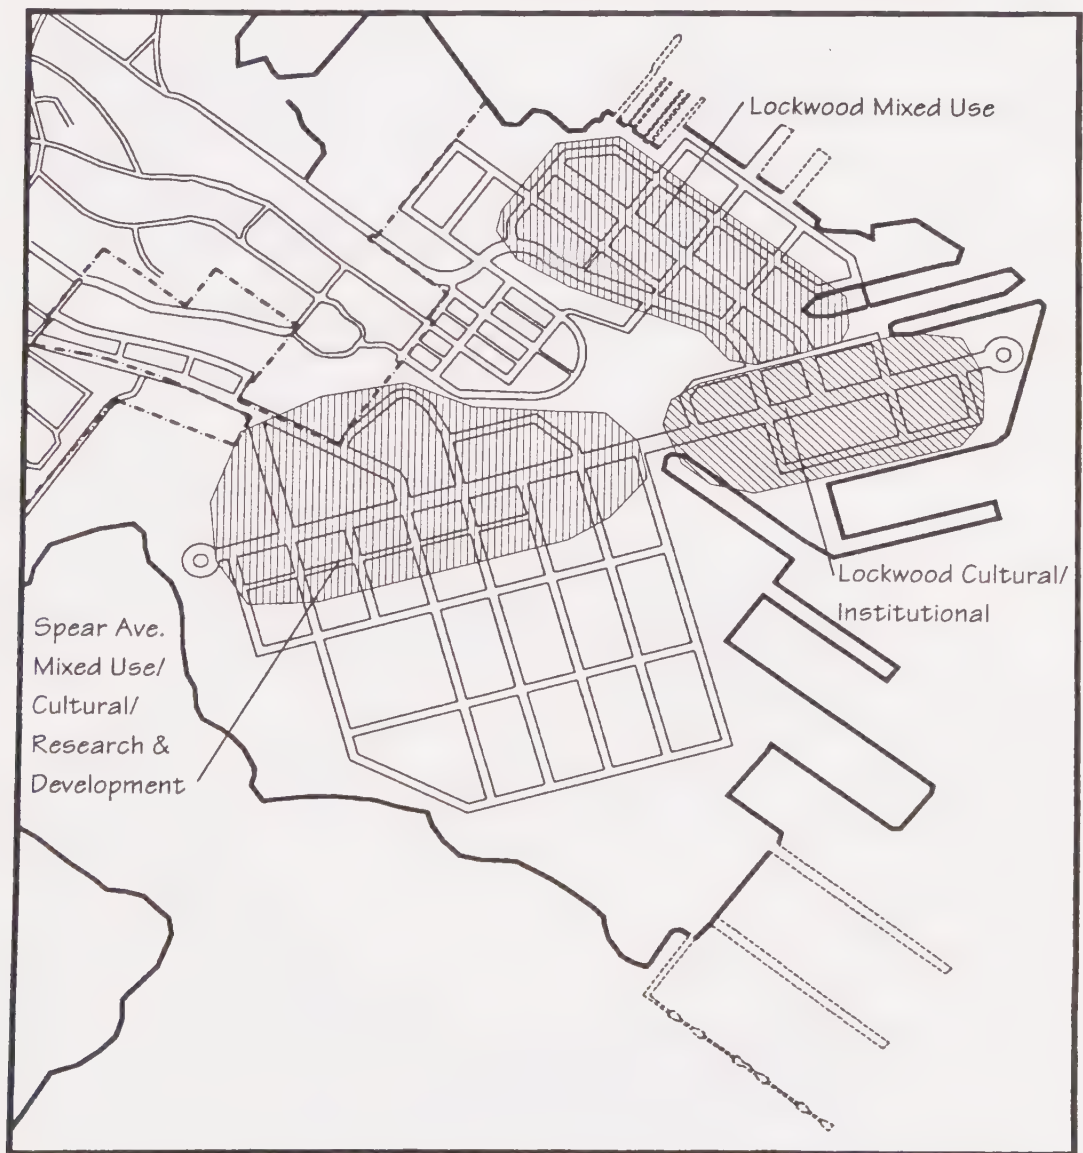 Lockwood Mixed Use
Lockwood Cultural/
Institutional
Spear Ave.
Mixed Use/
Cultural/
Research &
Development